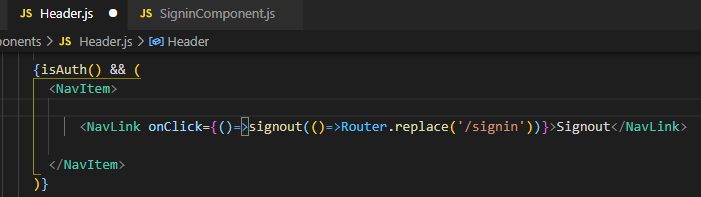 JS Header.js
JS SigninComponent.js
onents > JS Header.js > Header
{isAuth() && (
<NavItem>
<NavLink onClick={()=>signout(()=>Router.replace('/signin'))}>Signout</NavLink>
</NavItem>
)}